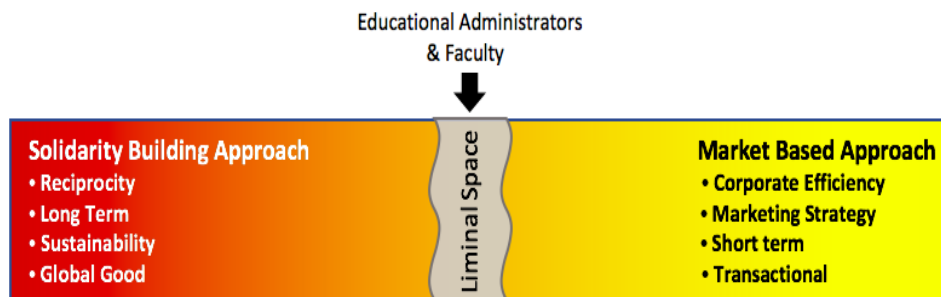 Educational Administrators
& Faculty
Solidarity Building Approach
• Reciprocity
• Long Term
• Sustainability
• Global Good
Liminal Space
Market Based Approach
• Corporate Efficiency
• Marketing Strategy
• Short term
• Transactional